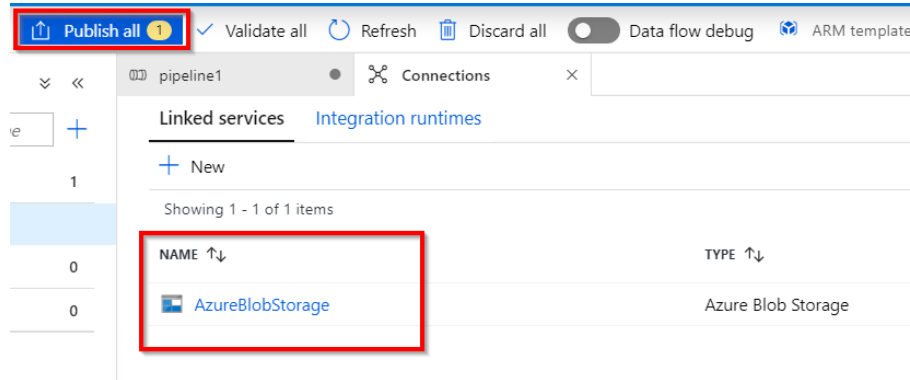 Publish all 1 Validate all Refresh Discard all Data flow debug ARM template
pipeline1 Connections
Linked services Integration runtimes
New
1
Showing 1 - 1 of 1 items
NAME TYPE
0
AzureBlobStorage Azure Blob Storage
0